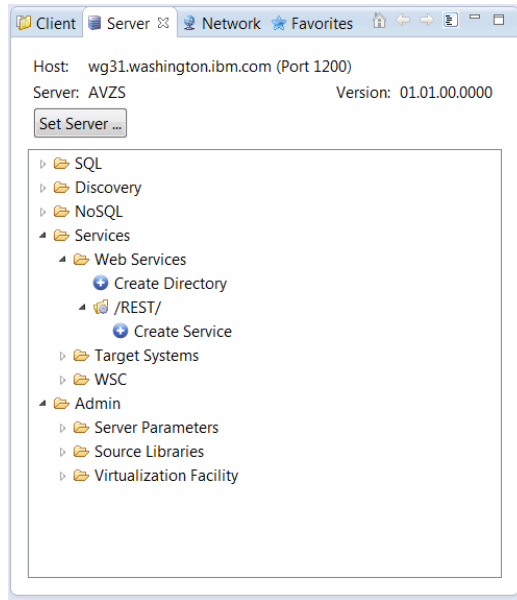 Client Server Network Favorites
Host: wg31.washington.ibm.com (Port 1200)
Server: AVZS Version: 01.01.00.0000
Set Server ...
SQL
Discovery
NoSQL
Services
Web Services
Create Directory
/REST/
Create Service
Target Systems
WSC
Admin
Server Parameters
Source Libraries
Virtualization Facility